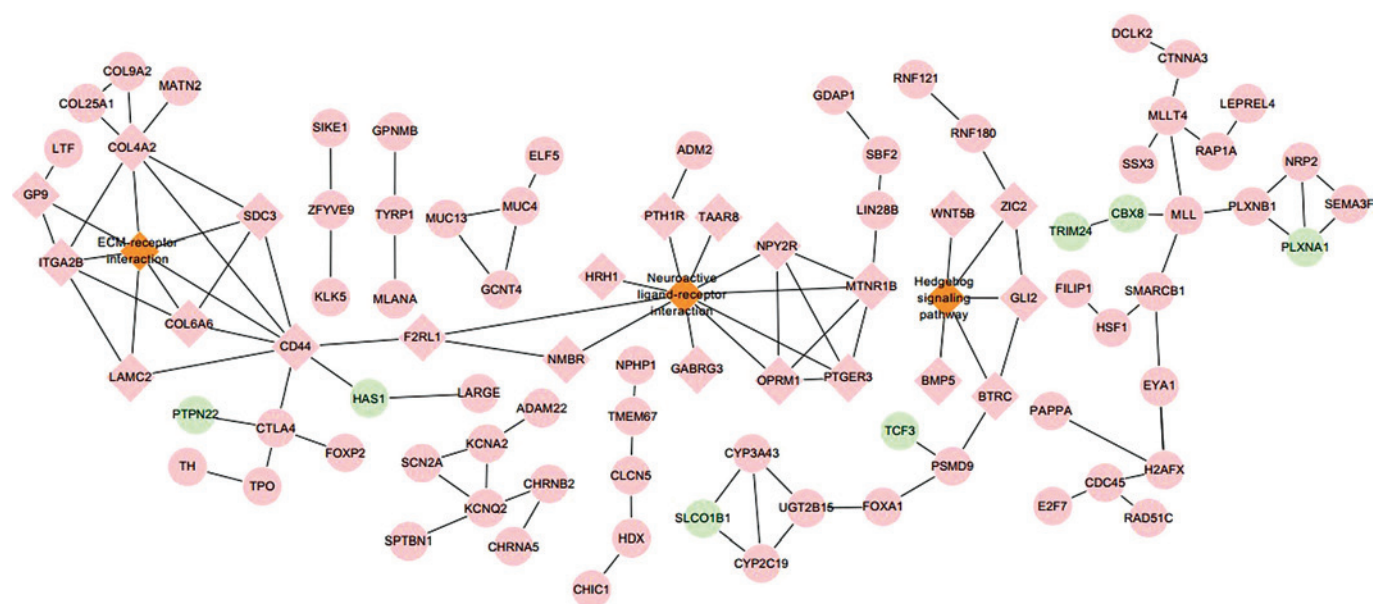 DCLK2
COL9A2
CTNNA3
MATN2
RNF121
COL25A1
GDAP1
LEPREL4
MLLT4
SIKE1
GPNMB
RNF180
LTF
COL4A2
ADM2
ELF5
SBF2
SSX3
RAP1A
NRP2
GP9
SDC3
ZFYVE9
TYRP1
MUC13
MUC4
PTH1R
TAAR8
LIN28B
WNT5B
ZIC2
CBX8
MLL
PLXNB1
SEMA3F
TRIM24
ECM-receptor
interaction
ITGA2B
NPY2R
PLXNA1
HRH1
Neuroactive
ligand-receptor
interaction
MTNR1B
Hedgehog
signaling
pathway
GLI2
FILIP1
SMARCB1
KLK5
MLANA
GCNT4
COL6A6
HSF1
CD44
F2RL1
NMBR
LAMC2
NPHP1
GABRG3
OPRM1
PTGER3
BMP5
BTRC
EYA1
HAS1
LARGE
PTPN22
CTLA4
ADAM22
TMEM67
PAPPA
TCF3
FOXP2
KCNA2
SCN2A
CYP3A43
TH
TPO
CLCN5
PSMD9
H2AFX
CHRNB2
CDC45
KCNQ2
SLCO1B1
UGT2B15
FOXA1
E2F7
RAD51C
SPTBN1
CHRNA5
HDX
CYP2C19
CHIC1